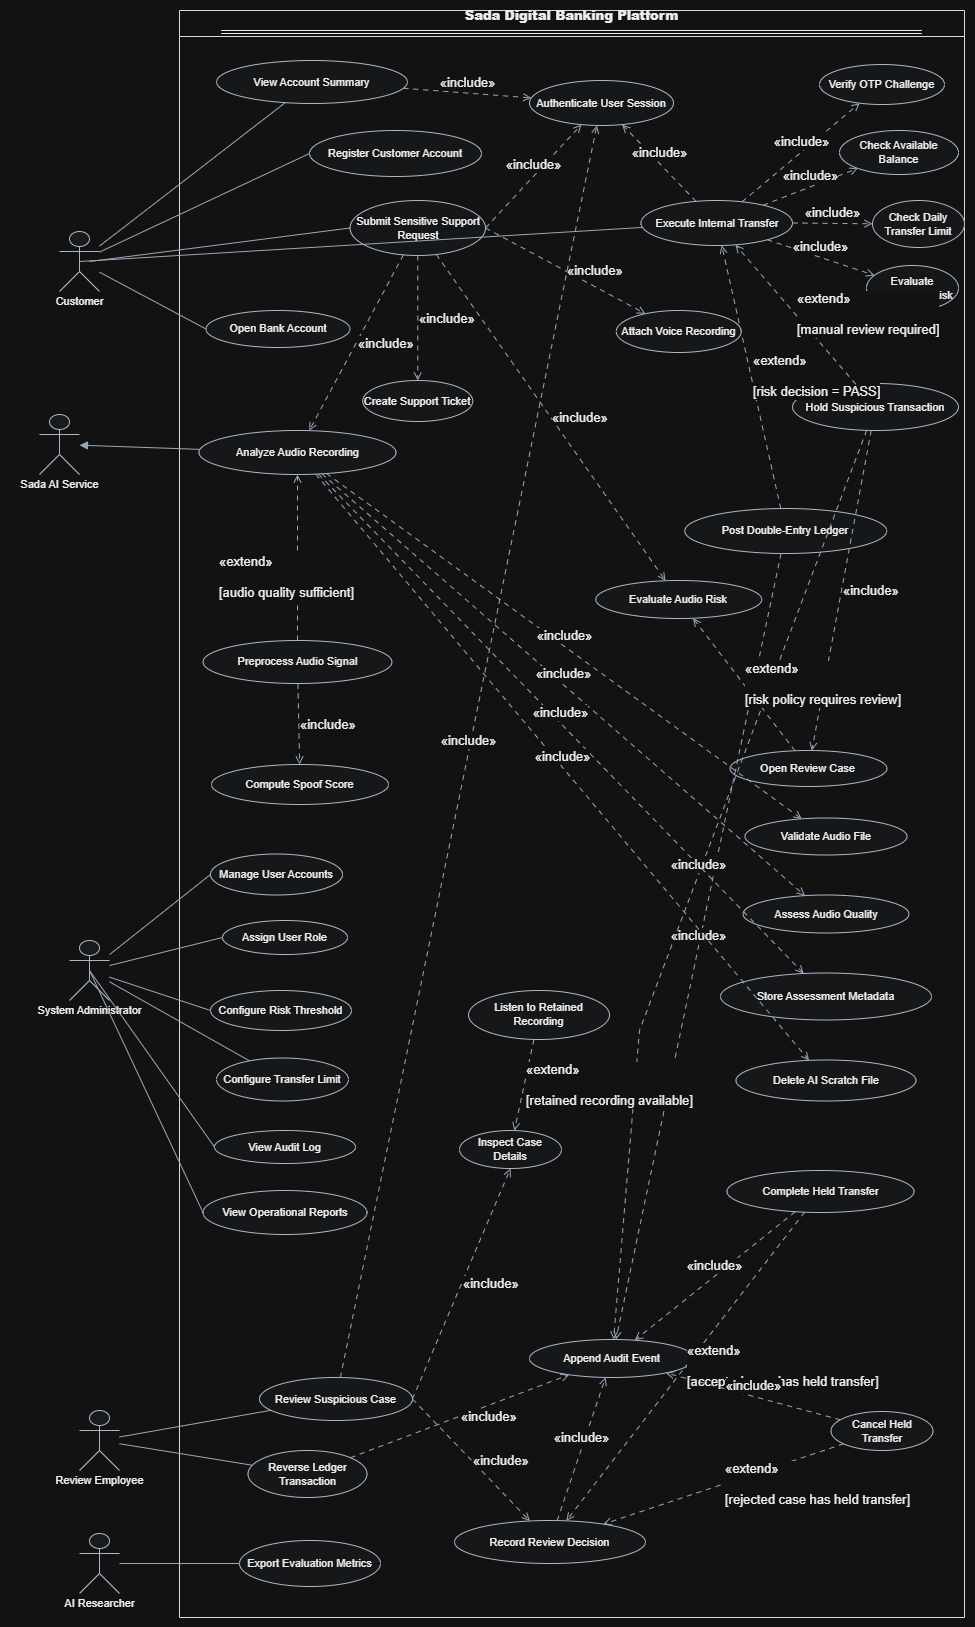 Sada Digital Banking Platform
View Account Summary
«include»
Authenticate User Session
Verify OTP Challenge
Register Customer Account
«include»
«include»
«include»
Check Available
Balance
«include»
Submit Sensitive Support
Request
Execute Internal Transfer
«include»
Check Daily
Transfer Limit
«include»
Customer
«include»
Evaluate
isk
«extend»
[manual review required]
Open Bank Account
«include»
«include»
Attach Voice Recording
«extend»
[risk decision = PASS]
Create Support Ticket
Hold Suspicious Transaction
«include»
Sada AI Service
Analyze Audio Recording
Post Double-Entry Ledger
«extend»
[audio quality sufficient]
Evaluate Audio Risk
«include»
«include»
Preprocess Audio Signal
«include»
«extend»
[risk policy requires review]
«include»
«include»
«include»
«include»
Open Review Case
Compute Spoof Score
Validate Audio File
Manage User Accounts
«include»
Assess Audio Quality
Assign User Role
«include»
System Administrator
Configure Risk Threshold
Listen to Retained
Recording
Store Assessment Metadata
Configure Transfer Limit
«extend»
[retained recording available]
Delete AI Scratch File
View Audit Log
Inspect Case
Details
View Operational Reports
Complete Held Transfer
«include»
«include»
Append Audit Event
«extend»
[accep
has held transfer]
«include»
Review Suspicious Case
«include»
Cancel Held
Transfer
«include»
Review Employee
Reverse Ledger
Transaction
«include»
«extend»
[rejected case has held transfer]
Record Review Decision
AI Researcher
Export Evaluation Metrics